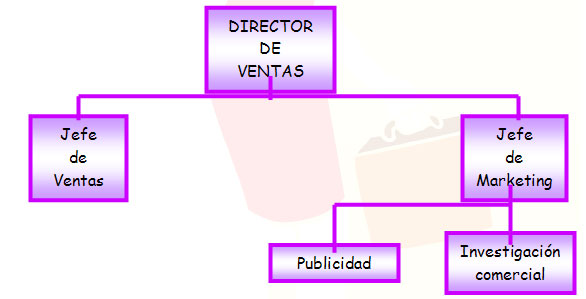 DIRECTOR
DE
VENTAS
Jefe
de
Ventas
Jefe
de
Marketing
Publicidad
Investigación
comercial